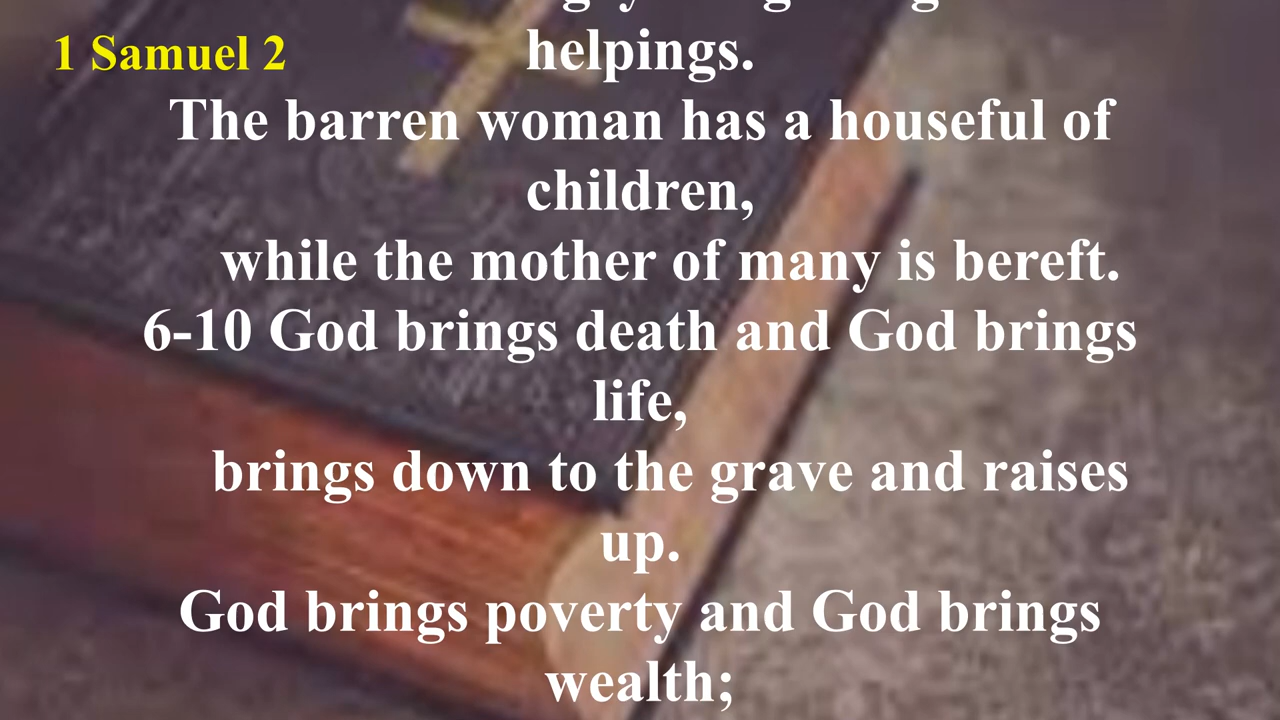 1 Samuel 2
helpings.
The barren woman has a houseful of
children,
while the mother of many is bereft.
6-10 God brings death and God brings
life,
brings down to the grave and raises
up.
God brings poverty and God brings
wealth;